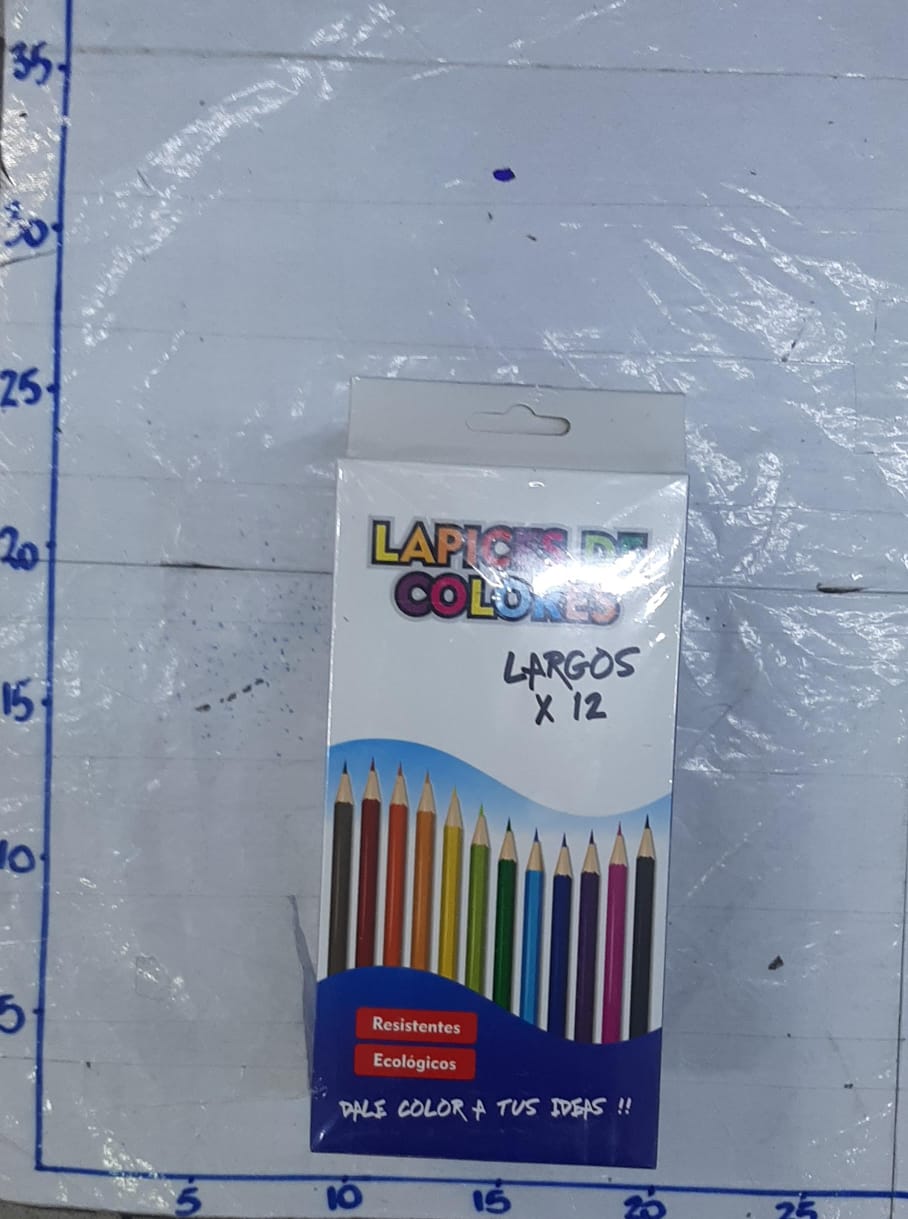 35
30
25
20
15
10
5
LAPICES DE
COLORES
LARGOS
X 12
Resistentes
Ecológicos
DALE COLOR A TUS IDEAS !!
5 10 15 20 25